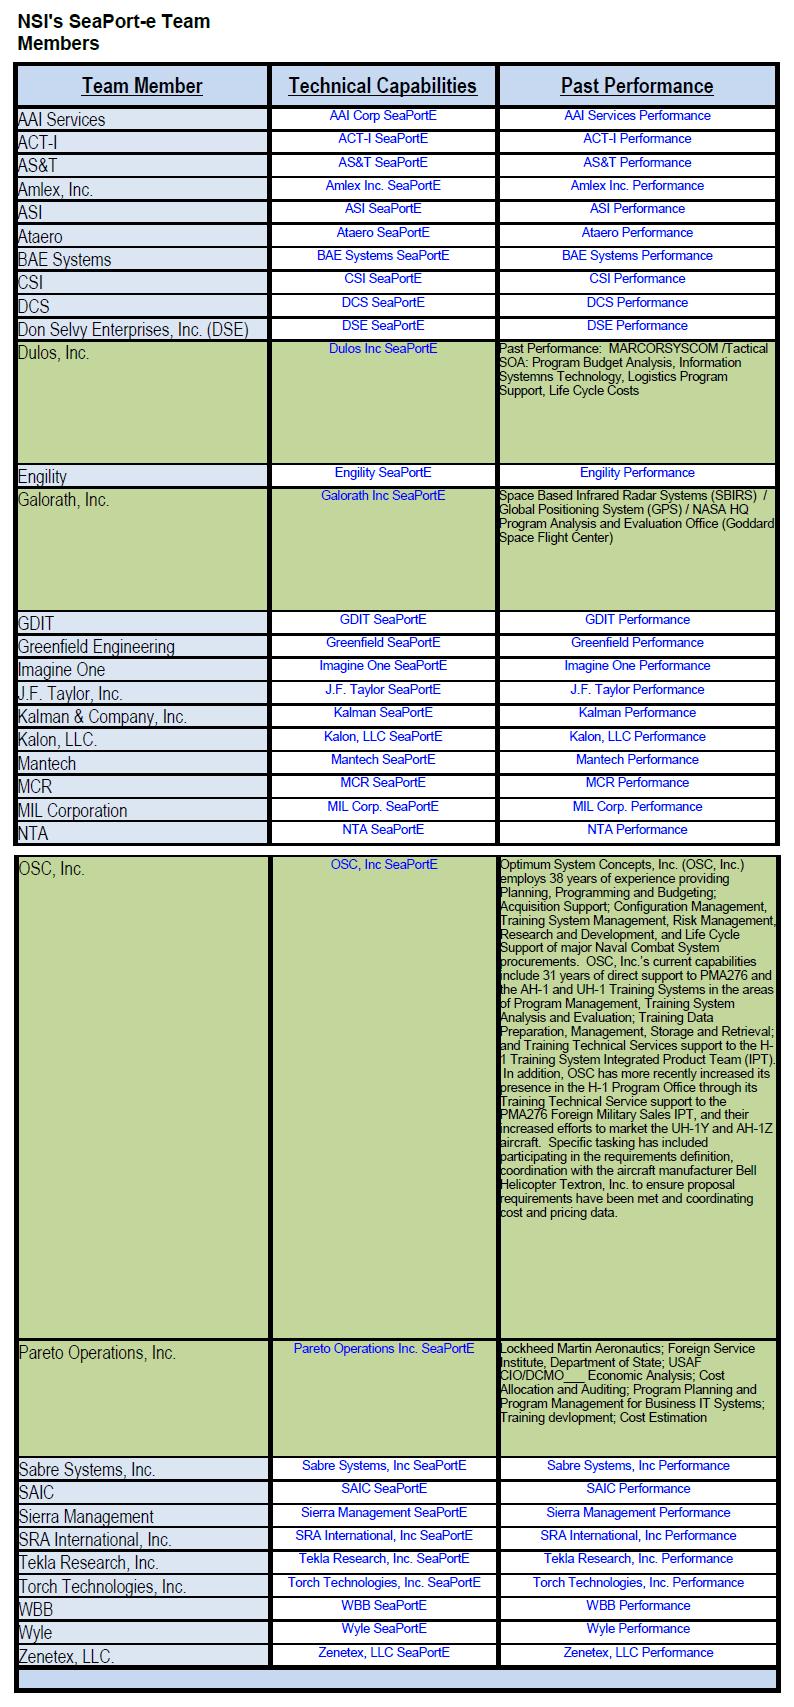 NSI's SeaPort-e Team
Members
Team Member Technical Capabilities Past Performance
AAI Services AAI Corp SeaPortE AAI Services Performance
ACT-I ACT-I SeaPortE ACT-I Performance
AS&T AS&T SeaPortE AS&T Performance
Amlex, Inc. Amlex Inc. SeaPortE Amlex Inc. Performance
ASI ASI SeaPortE ASI Performance
Ataero Ataero SeaPortE Ataero Performance
BAE Systems BAE Systems SeaPortE BAE Systems Performance
CSI CSI SeaPortE CSI Performance
DCS DCS SeaPortE DCS Performance
Don Selvy Enterprises, Inc. (DSE) DSE SeaPortE DSE Performance
Dulos, Inc. Dulos Inc SeaPortE Past Performance: MARCORSYSCOM /Tactical
SOA: Program Budget Analysis, Information
Systemns Technology, Logistics Program
Support, Life Cycle Costs
Engility Engility SeaPortE Engility Performance
Galorath, Inc. Galorath Inc SeaPortE Space Based Infrared Radar Systems (SBIRS) /
Global Positioning System (GPS) / NASA HQ
Program Analysis and Evaluation Office (Goddard
Space Flight Center)
GDIT GDIT SeaPortE GDIT Performance
Greenfield Engineering Greenfield SeaPortE Greenfield Performance
Imagine One Imagine One SeaPortE Imagine One Performance
J.F. Taylor, Inc. J.F. Taylor SeaPortE J.F. Taylor Performance
Kalman & Company, Inc. Kalman SeaPortE Kalman Performance
Kalon, LLC. Kalon, LLC SeaPortE Kalon, LLC Performance
Mantech Mantech SeaPortE Mantech Performance
MCR MCR SeaPortE MCR Performance
MIL Corporation MIL Corp. SeaPortE MIL Corp. Performance
NTA NTA SeaPortE NTA Performance
OSC, Inc. OSC, Inc SeaPortE Optimum System Concepts, Inc. (OSC, Inc.)
employs 38 years of experience providing
Planning, Programming and Budgeting;
Acquisition Support; Configuration Management,
Training System Management, Risk Management,
Research and Development, and Life Cycle
Support of major Naval Combat System
procurements. OSC, Inc.'s current capabilities
include 31 years of direct support to PMA276 and
the AH-1 and UH-1 Training Systems in the areas
of Program Management, Training System
Analysis and Evaluation; Training Data
Preparation, Management, Storage and Retrieval;
and Training Technical Services support to the H-
1 Training System Integrated Product Team (IPT).
In addition, OSC has more recently increased its
presence in the H-1 Program Office through its
Training Technical Service support to the
PMA276 Foreign Military Sales IPT, and their
increased efforts to market the UH-1Y and AH-1Z
aircraft. Specific tasking has included
participating in the requirements definition,
coordination with the aircraft manufacturer Bell
Helicopter Textron, Inc. to ensure proposal
requirements have been met and coordinating
cost and pricing data.
Pareto Operations, Inc. Pareto Operations Inc. SeaPortE Lockheed Martin Aeronautics; Foreign Service
Institute, Department of State; USAF
CIO/DCMO___ Economic Analysis; Cost
Allocation and Auditing; Program Planning and
Program Management for Business IT Systems;
Training devlopment; Cost Estimation
Sabre Systems, Inc. Sabre Systems, Inc SeaPortE Sabre Systems, Inc Performance
SAIC SAIC SeaPortE SAIC Performance
Sierra Management Sierra Management SeaPortE Sierra Management Performance
SRA International, Inc. SRA International, Inc SeaPortE SRA International, Inc Performance
Tekla Research, Inc. Tekla Research, Inc. SeaPortE Tekla Research, Inc. Performance
Torch Technologies, Inc. Torch Technologies, Inc. SeaPortE Torch Technologies, Inc. Performance
WBB WBB SeaPortE WBB Performance
Wyle Wyle SeaPortE Wyle Performance
Zenetex, LLC. Zenetex, LLC SeaPortE Zenetex, LLC Performance